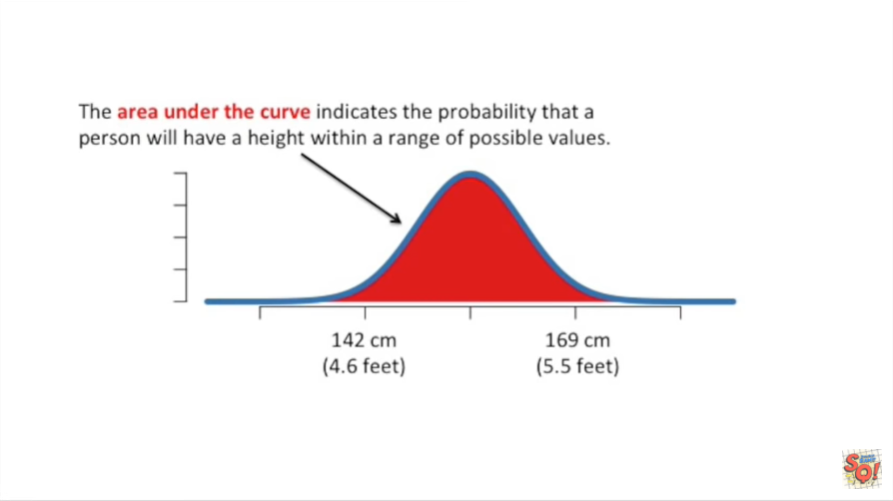 The area under the curve indicates the probability that a
person will have a height within a range of possible values.
142 cm
(4.6 feet)
169 cm
(5.5 feet)
SQ!